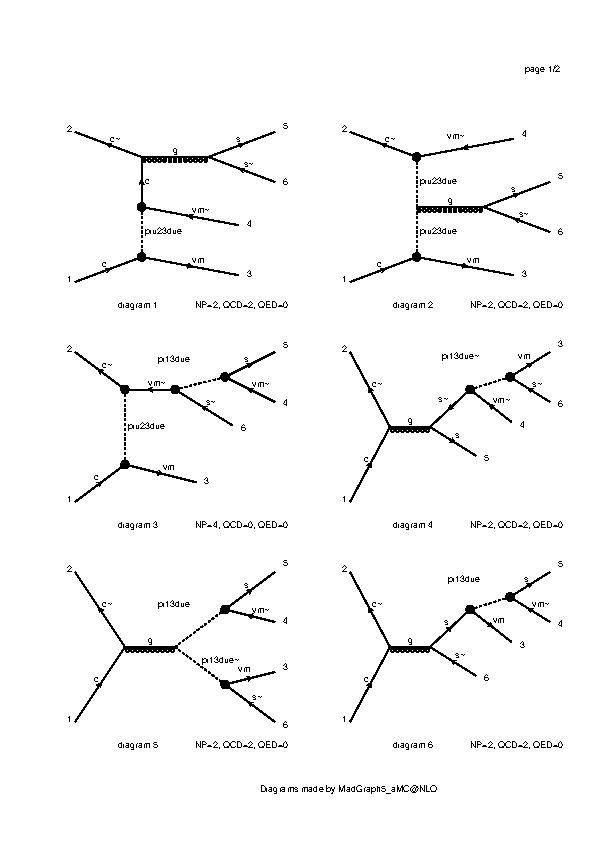 page 1/2
2 c~ g s 5
s~ 6
c
vm~ 4
piu23due
c vm
1 3
diagram 1 NP=2, QCD=2, QED=0
2 c~ vm~ 4
piu23due
g s 5
s~ 6
piu23due
c vm
1 3
diagram 2 NP=2, QCD=2, QED=0
2 pi13due s 5
c~ vm~ vm~ 4
s~ 6
piu23due
c vm
1 3
diagram 3 NP=4, QCD=0, QED=0
2 pi13due~ vm 3
c~ s~ s~ 6
vm~ 4
g s 5
c
1
diagram 4 NP=2, QCD=2, QED=0
2 5
pi13due s
c~ vm~ 4
g
pi13due~ vm 3
c s~
1 6
diagram 5 NP=2, QCD=2, QED=0
2 5
pi13due s
c~ vm~ 4
s vm 3
g
c s~ 6
1
diagram 6 NP=2, QCD=2, QED=0
Diagrams made by MadGraph5_aMC@NLO